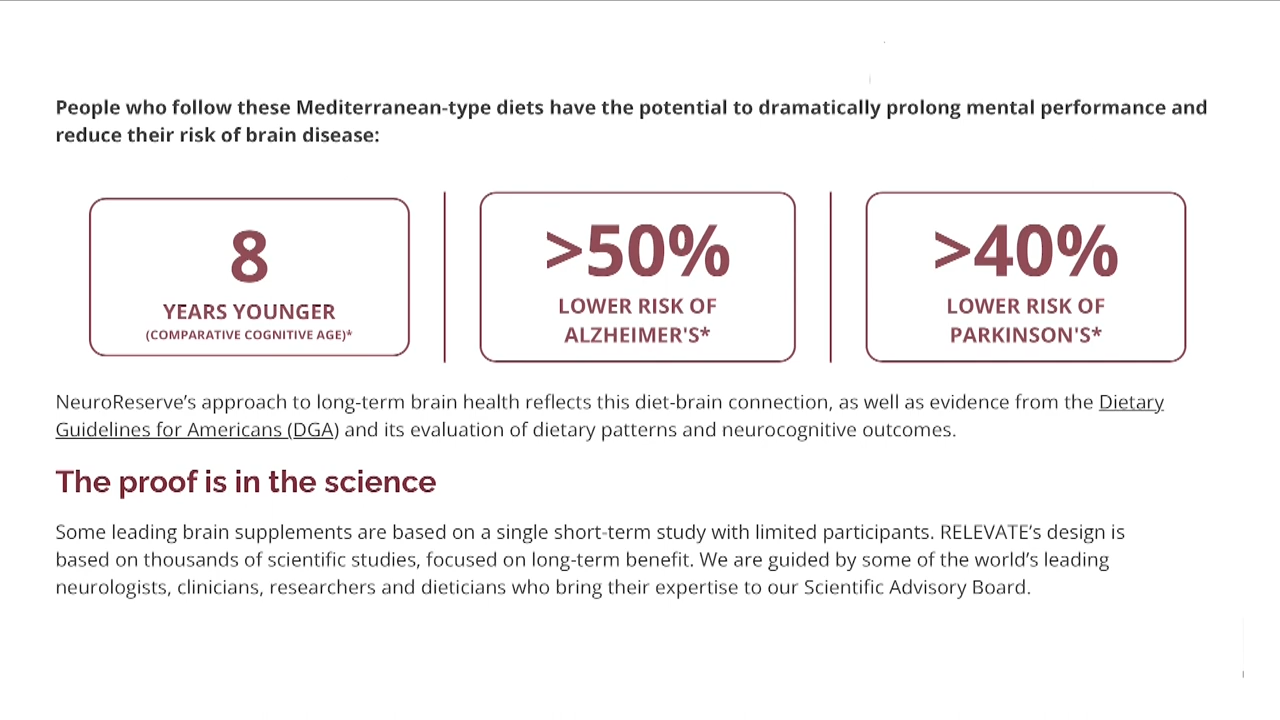 People who follow these Mediterranean-type diets have the potential to dramatically prolong mental performance and
reduce their risk of brain disease:
8
YEARS YOUNGER
(COMPARATIVE COGNITIVE AGE)*
>50%
LOWER RISK OF
ALZHEIMER'S*
>40%
LOWER RISK OF
PARKINSON'S*
NeuroReserve’s approach to long-term brain health reflects this diet-brain connection, as well as evidence from the Dietary
Guidelines for Americans (DGA) and its evaluation of dietary patterns and neurocognitive outcomes.
The proof is in the science
Some leading brain supplements are based on a single short-term study with limited participants. RELEVATE’s design is
based on thousands of scientific studies, focused on long-term benefit. We are guided by some of the world’s leading
neurologists, clinicians, researchers and dieticians who bring their expertise to our Scientific Advisory Board.